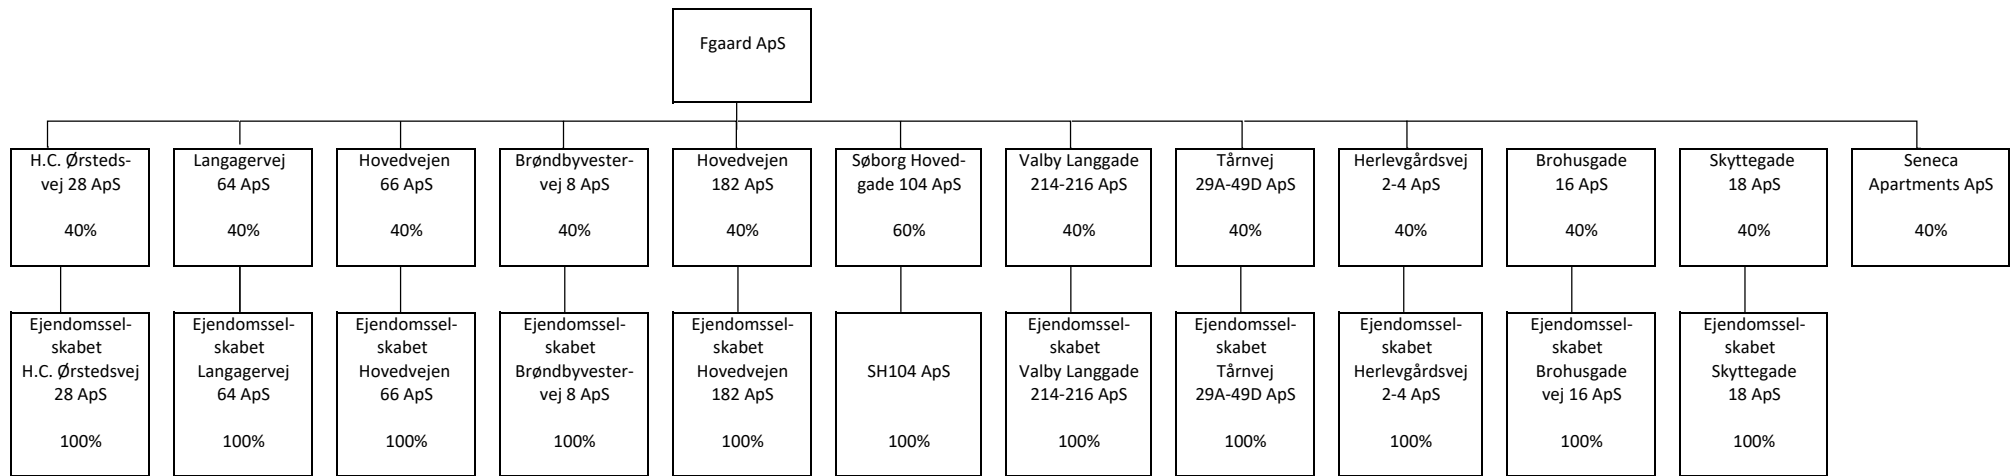 Fgaard ApS
H.C. Ørsteds-
vej 28 ApS
40%
Langagervej
64 ApS
40%
Hovedvejen
66 ApS
40%
Brøndbyvester-
vej 8 ApS
40%
Hovedvejen
182 ApS
40%
Søborg Hoved-
gade 104 ApS
60%
Valby Langgade
214-216 ApS
40%
Tårnvej
29A-49D ApS
40%
Herlevgårdsvej
2-4 ApS
40%
Brohusgade
16 ApS
40%
Skyttegade
18 ApS
40%
Seneca
Apartments ApS
40%
Ejendomssel-
skabet
H.C. Ørstedsvej
28 ApS
100%
Ejendomssel-
skabet
Langagervej
64 ApS
100%
Ejendomssel-
skabet
Hovedvejen
66 ApS
100%
Ejendomssel-
skabet
Brøndbyvester-
vej 8 ApS
100%
Ejendomssel-
skabet
Hovedvejen
182 ApS
100%
SH104 ApS
100%
Ejendomssel-
skabet
Valby Langgade
214-216 ApS
100%
Ejendomssel-
skabet
Tårnvej
29A-49D ApS
100%
Ejendomssel-
skabet
Herlevgårdsvej
2-4 ApS
100%
Ejendomssel-
skabet
Brohusgade
vej 16 ApS
100%
Ejendomssel-
skabet
Skyttegade
18 ApS
100%